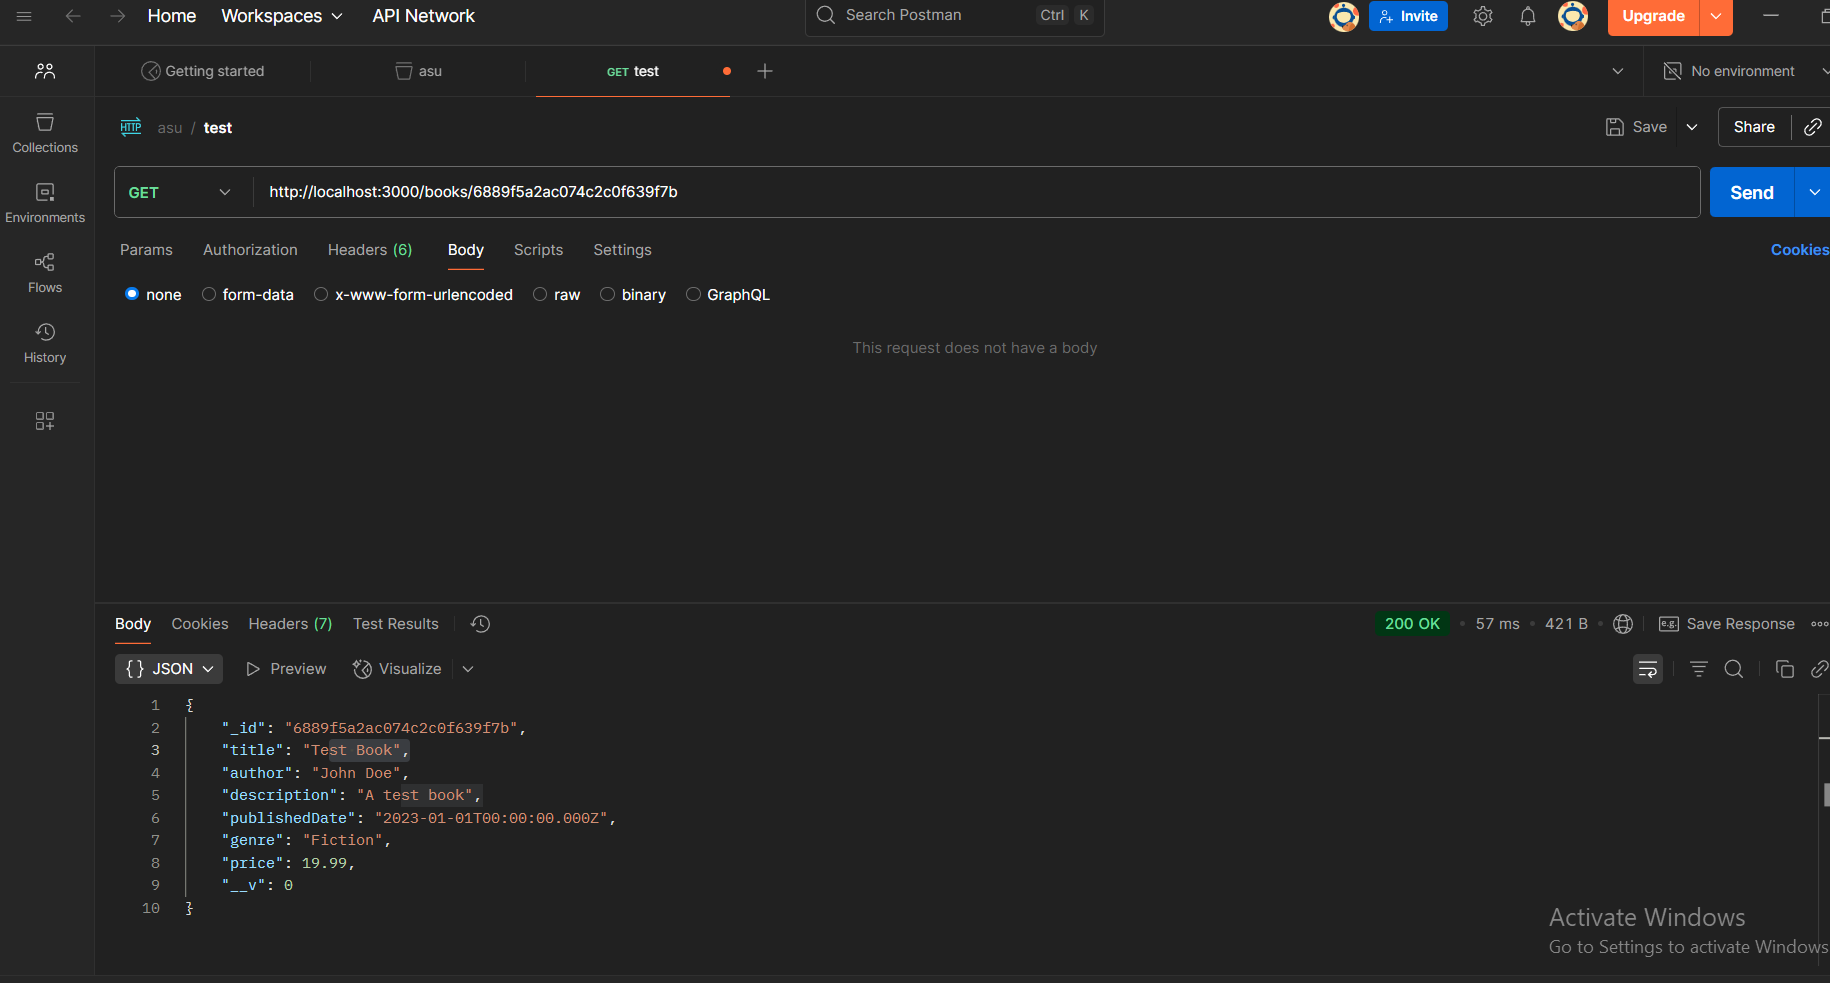 Home Workspaces API Network Search Postman Ctrl K Invite Upgrade
Getting started asu GET test No environment
HTTP asu / test Save Share
Collections
Environments
Flows
History
GET http://localhost:3000/books/6889f5a2ac074c2c0f639f7b Send
Params Authorization Headers (6) Body Scripts Settings Cookies
none form-data x-www-form-urlencoded raw binary GraphQL
This request does not have a body
Body Cookies Headers (7) Test Results 200 OK • 57 ms • 421 B • e.g. Save Response
{} JSON Preview Visualize
1 {
2 "_id": "6889f5a2ac074c2c0f639f7b",
3 "title": "Test Book",
4 "author": "John Doe",
5 "description": "A test book",
6 "publishedDate": "2023-01-01T00:00:00.000Z",
7 "genre": "Fiction",
8 "price": 19.99,
9 "__v": 0
10 }
Activate Windows
Go to Settings to activate Windows